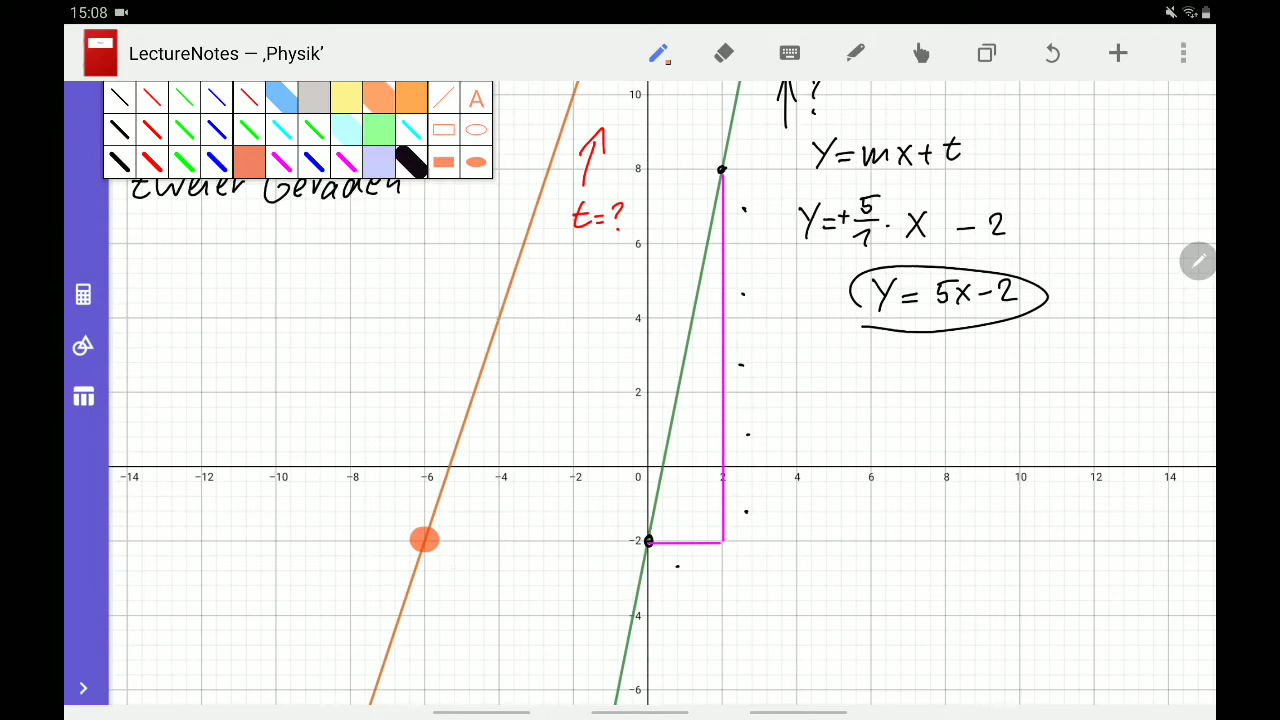 15:08
LectureNotes — ‚Physik’
A
zweier Geraden
t=?
?
y=mx+t
y=+5/1·x −2
y=5x−2
10
8
6
4
2
−14 −12 −10 −8 −6 −4 −2 0 2 4 6 8 10 12 14
−2
−4
−6